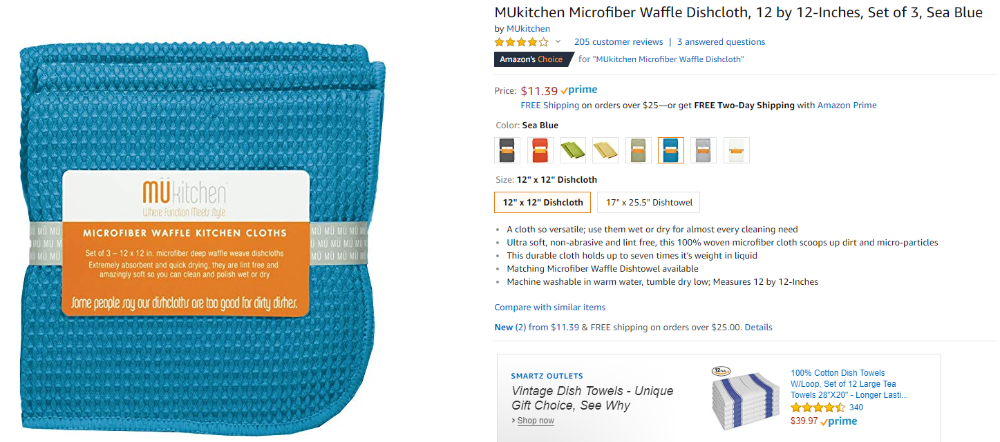 MÜkitchen
Where Function Meets Style
MÜ MÜ MÜ
MICROFIBER WAFFLE KITCHEN CLOTHS
Set of 3 – 12 x 12 in. microfiber deep waffle weave dishcloths
Extremely absorbent and quick drying, they are lint free and
amazingly soft so you can clean and polish wet or dry
Some people say our dishcloths are too good for dirty dishes.
MUkitchen Microfiber Waffle Dishcloth, 12 by 12-Inches, Set of 3, Sea Blue
by MUkitchen
205 customer reviews | 3 answered questions
Amazon's Choice for "MUkitchen Microfiber Waffle Dishcloth"
Price: $11.39 prime
FREE Shipping on orders over $25—or get FREE Two-Day Shipping with Amazon Prime
Color: Sea Blue
Size: 12" x 12" Dishcloth
12" x 12" Dishcloth 17" x 25.5" Dishtowel
• A cloth so versatile; use them wet or dry for almost every cleaning need
• Ultra soft, non-abrasive and lint free, this 100% woven microfiber cloth scoops up dirt and micro-particles
• This durable cloth holds up to seven times it's weight in liquid
• Matching Microfiber Waffle Dishtowel available
• Machine washable in warm water, tumble dry low; Measures 12 by 12-Inches
Compare with similar items
New (2) from $11.39 & FREE shipping on orders over $25.00. Details
SMARTZ OUTLETS
Vintage Dish Towels - Unique
Gift Choice, See Why
› Shop now
12 Pack
100% Cotton Dish Towels
W/Loop, Set of 12 Large Tea
Towels 28"X20" - Longer Lasti...
340
$39.97 prime